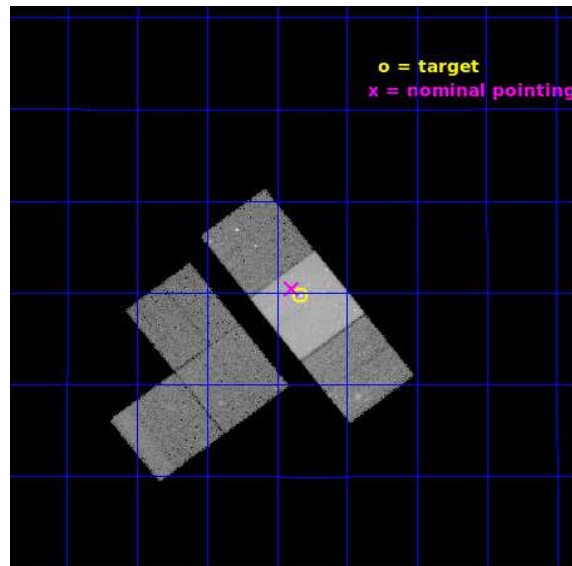 o = target
x = nominal pointing